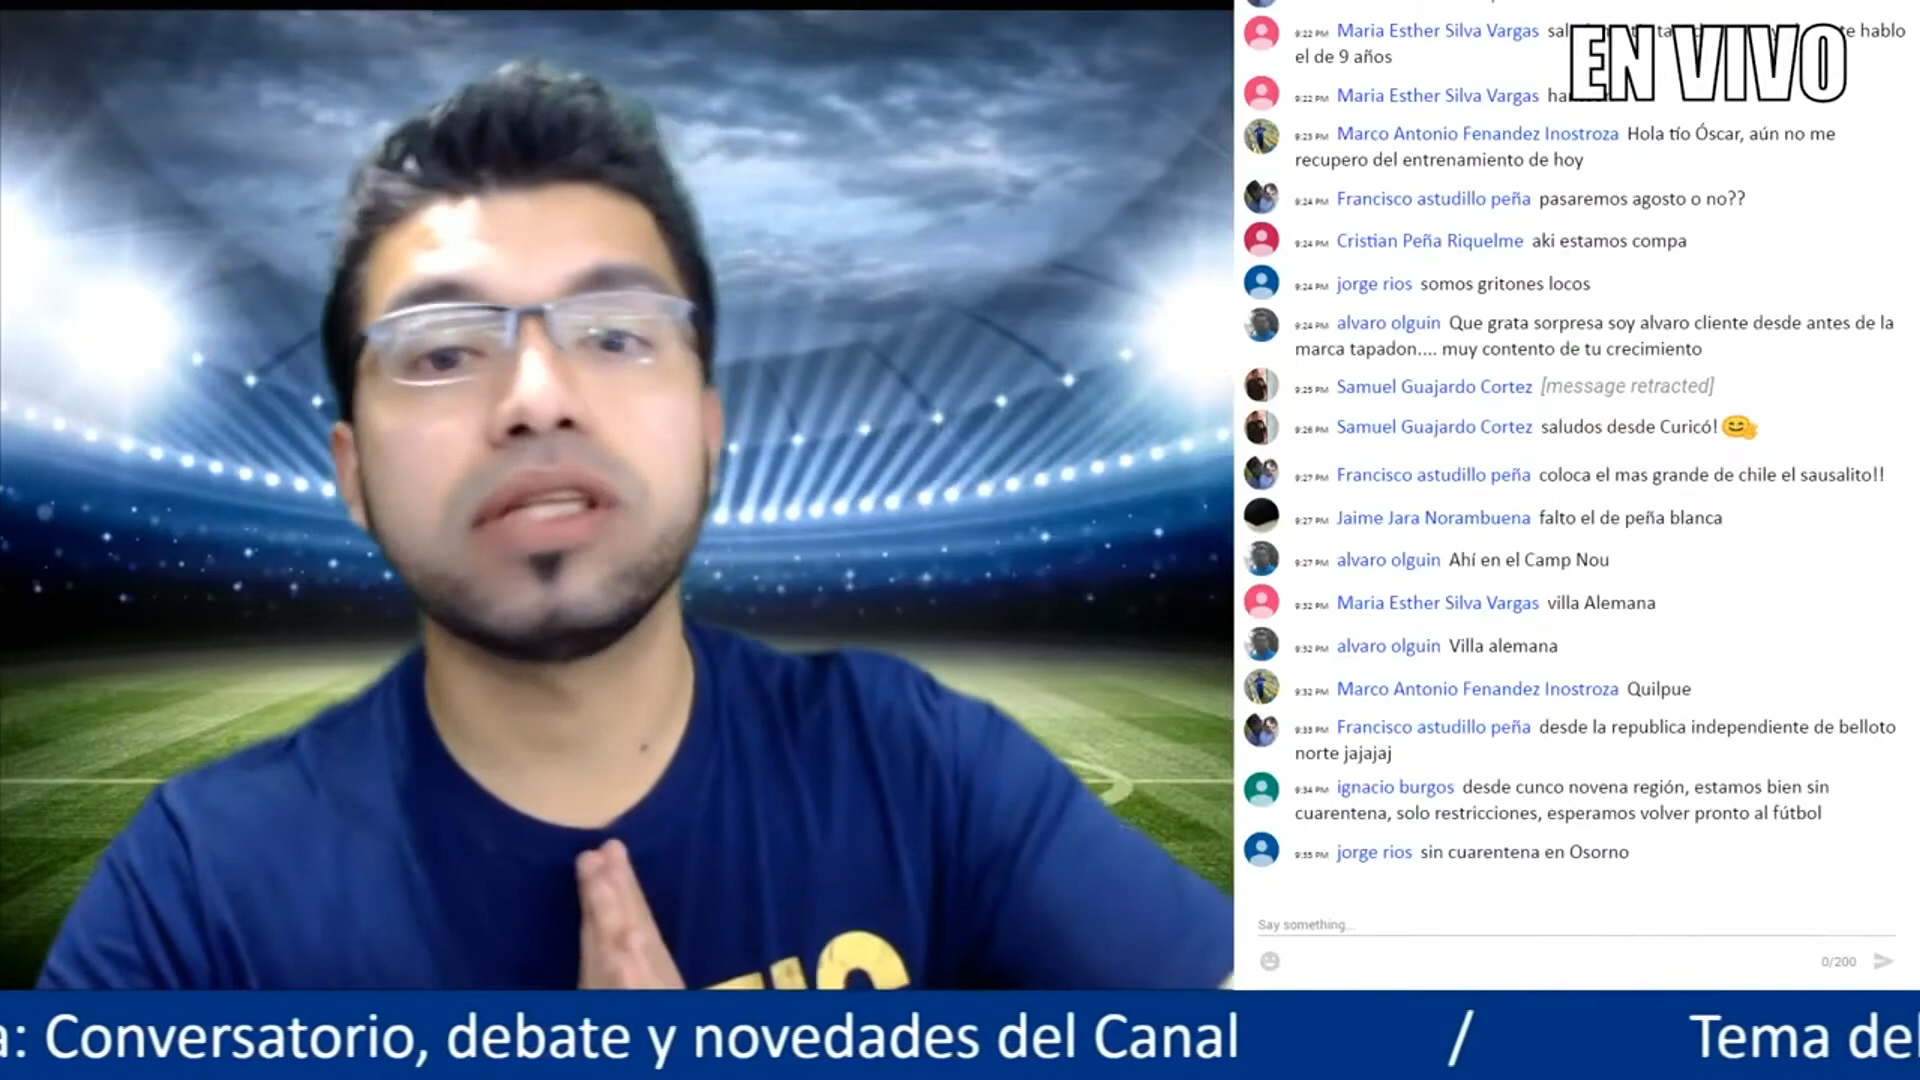 EN VIVO
9:22 PM Maria Esther Silva Vargas te hablo
el de 9 años
9:22 PM Maria Esther Silva Vargas
9:23 PM Marco Antonio Fenandez Inostroza Hola tío Óscar, aún no me
recupero del entrenamiento de hoy
9:24 PM Francisco astudillo peña pasaremos agosto o no??
9:24 PM Cristian Peña Riquelme aki estamos compa
9:24 PM jorge rios somos gritones locos
9:24 PM alvaro olguin Que grata sorpresa soy alvaro cliente desde antes de la
marca tapadon.... muy contento de tu crecimiento
9:25 PM Samuel Guajardo Cortez [message retracted]
9:26 PM Samuel Guajardo Cortez saludos desde Curicó!
9:27 PM Francisco astudillo peña coloca el mas grande de chile el sausalito!!
9:27 PM Jaime Jara Norambuena falto el de peña blanca
9:27 PM alvaro olguin Ahí en el Camp Nou
9:32 PM Maria Esther Silva Vargas villa Alemana
9:32 PM alvaro olguin Villa alemana
9:32 PM Marco Antonio Fenandez Inostroza Quilpue
9:33 PM Francisco astudillo peña desde la republica independiente de belloto
norte jajajaj
9:34 PM ignacio burgos desde cunco novena región, estamos bien sin
cuarentena, solo restricciones, esperamos volver pronto al fútbol
9:35 PM jorge rios sin cuarentena en Osorno
Say something...
0/200
a: Conversatorio, debate y novedades del Canal / Tema del